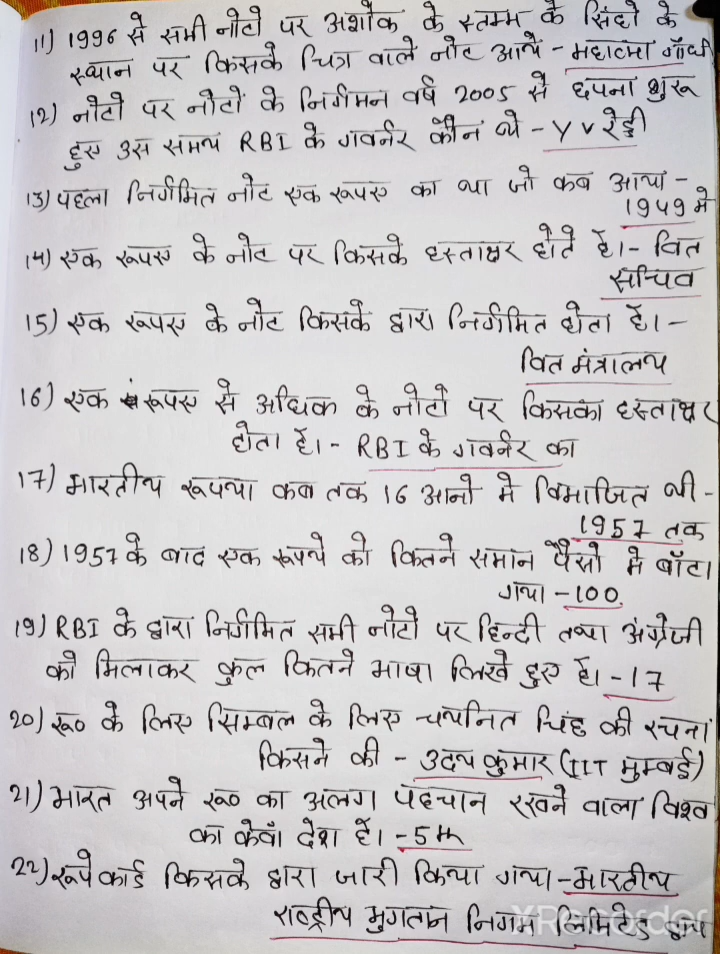 11) 1996 से सभी नोटो पर अशोक के स्तम्भ के सिंहो के
स्थान पर किसके चित्र वाले नोट आये - महात्मा गाँधी
12) नोटो पर नोटों के निर्गमन वर्ष 2005 से छपना शुरू
हुए उस समय RBI के गवर्नर कौन थे - Y V रेड्डी
13) पहला निर्गमित नोट एक रूपए का था जो कब आया -
1949 मे
14) एक रूपए के नोट पर किसके हस्ताक्षर होते है। - वित
सचिव
15) एक रूपए के नोट किसके द्वारा निर्गमित होता है। -
वित मंत्रालय
16) एक रूपए से अधिक के नोटो पर किसका हस्ताक्षर
होता है। - RBI के गवर्नर का
17) भारतीय रूपया कब तक 16 आनो मे विभाजित थी -
1957 तक
18) 1957 के बाद एक रूपये को कितने समान पैसो मे बाँटा
गया - 100
19) RBI के द्वारा निर्गमित सभी नोटो पर हिन्दी तथा अंग्रेजी
को मिलाकर कुल कितने भाषा लिखे हुए है। - 17
20) रू० के लिए सिम्बल के लिए चयनित चिंह की रचना
किसने की - उदय कुमार (IIT मुम्बई)
21) भारत अपने रू० का अलग पहचान रखने वाला विश्व
का केवाँ देश है। - 5th
22) रूपे कार्ड किसके द्वारा जारी किया गया - भारतीय
राष्ट्रीय भुगतान निगम लिमिटेड द्वारा
XRecorder